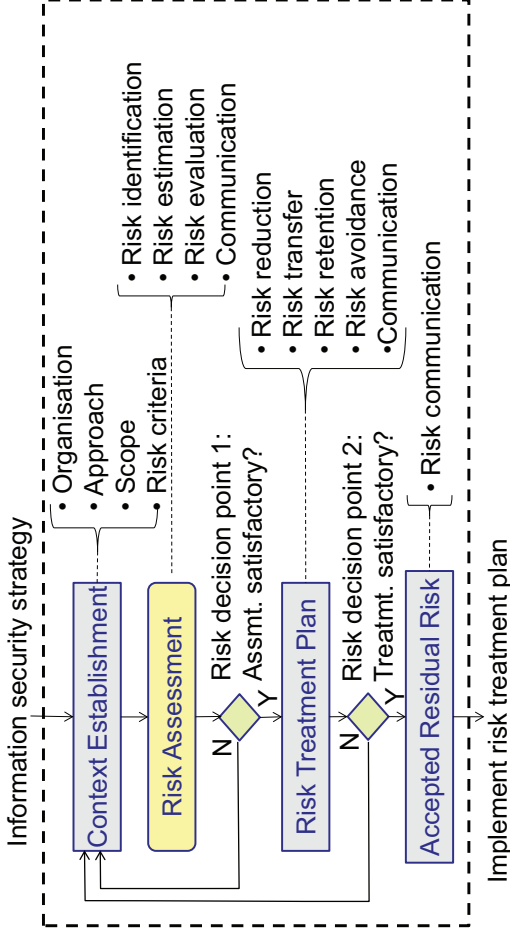 Information security strategy
Context Establishment
• Organisation
• Approach
• Scope
• Risk criteria
Risk Assessment
• Risk identification
• Risk estimation
• Risk evaluation
• Communication
Risk decision point 1:
Assmt. satisfactory?
N
Y
Risk Treatment Plan
• Risk reduction
• Risk transfer
• Risk retention
• Risk avoidance
•Communication
Risk decision point 2:
Treatmt. satisfactory?
N
Y
Accepted Residual Risk
• Risk communication
Implement risk treatment plan